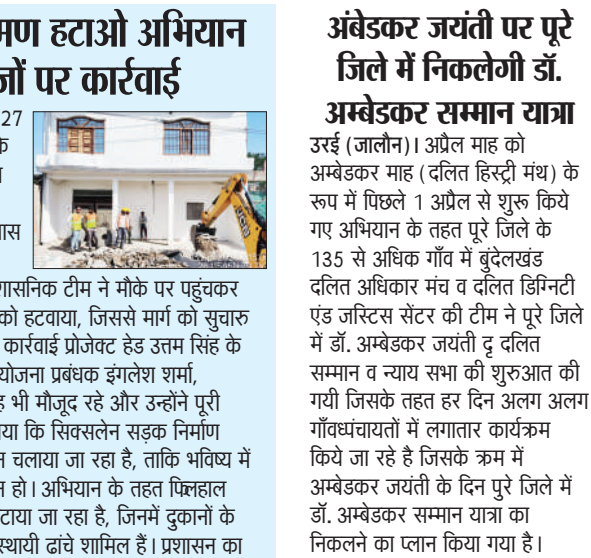 मण हटाओ अभियान
जों पर कार्रवाई
27
के
ास
शासनिक टीम ने मौके पर पहुंचकर
को हटवाया, जिससे मार्ग को सुचारु
कार्रवाई प्रोजेक्ट हेड उत्तम सिंह के
योजना प्रबंधक इंगलेश शर्मा,
ह भी मौजूद रहे और उन्होंने पूरी
ाया कि सिक्सलेन सड़क निर्माण
न चलाया जा रहा है, ताकि भविष्य में
न हो। अभियान के तहत फिलहाल
टाया जा रहा है, जिनमें दुकानों के
स्थायी ढांचे शामिल हैं। प्रशासन का
अंबेडकर जयंती पर पूरे
जिले में निकलेगी डॉ.
अम्बेडकर सम्मान यात्रा
उरई (जालौन)। अप्रैल माह को
अम्बेडकर माह (दलित हिस्ट्री मंथ) के
रूप में पिछले 1 अप्रैल से शुरू किये
गए अभियान के तहत पूरे जिले के
135 से अधिक गाँव में बुंदेलखंड
दलित अधिकार मंच व दलित डिग्निटी
एंड जस्टिस सेंटर की टीम ने पूरे जिले
में डॉ. अम्बेडकर जयंती दृ दलित
सम्मान व न्याय सभा की शुरुआत की
गयी जिसके तहत हर दिन अलग अलग
गाँवध्पंचायतों में लगातार कार्यक्रम
किये जा रहे है जिसके क्रम में
अम्बेडकर जयंती के दिन पुरे जिले में
डॉ. अम्बेडकर सम्मान यात्रा का
निकलने का प्लान किया गया है।